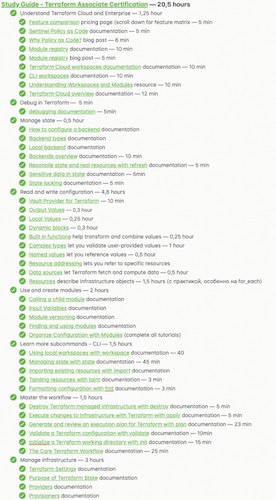 Study Guide - Terraform Associate Certification — 20,5 hours
Understand Terraform Cloud and Enterprise — 1,25 hour
Feature comparison pricing page (scroll down for feature matrix — 5 min
Sentinel Policy as Code documentation — 5 min
Why Policy as Code? blog post — 6 min
Module registry documentation — 10 min
Module registry blog post — 10 min
Terraform Cloud workspaces documentation documentation — 10 min
CLI workspaces documentation — 10 min
Understanding Workspaces and Modules resource — 10 min
Terraform Cloud overview documentation — 12 min
Debug in Terraform — 5 min
debugging documentation — 5min
Manage state — 0,5 hour
How to configure a backend documentation
Backend types documentation
Local backend documentation
Backends overview documentation — 10 min
Reconcile state and real resources with refresh documentation — 5 min
Sensitive data in state documentation — 5min
State locking documentation — 5 min
Read and write configuration — 4,8 hours
Vault Provider for Terraform — 10 min
Output Values — 0,3 hour
Local Values — 0,25 hour
Dynamic blocks — 0,3 hour
Built in functions help transform and combine values — 0,25 hour
Complex types let you validate user-provided values — 1 hour
Named values let you reference values — 0,5 hour
Resource addressing lets you refer to specific resources
Data sources let Terraform fetch and compute data — 0,5 hour
Resources describe infrastructure objects — 1,5 hours (с практикой, особенно на for_each)
Use and create modules — 2 hours
Calling a child module documentation
Input Variables documentation
Module versioning documentation
Finding and using modules documentation
Organize Configuration with Modules (complete all tutorials)
Learn more subcommands - CLI — 1,5 hours
Using local workspaces with workspace documentation — 40
Managing state with state documentation — 45 min
Importing existing resources with import documentation
Tainting resources with taint documentation — 3 min
Formatting configuration with fmt documentation — 3 min
Master the workflow — 1,5 hours
Destroy Terraform managed infrastructure with destroy documentation — 5 min
Execute changes to infrastructure with Terraform with apply documentation — 5 min
Generate and review an execution plan for Terraform with plan documentation — 23 min
Validate a Terraform configuration with validate documentation — 10min
Initialize a Terraform working directory with init documentation — 15 min
The Core Terraform Workflow documentation — 25 min
Manage infrastructure — 3 hours
Terraform Settings documentation
Purpose of Terraform State documentation
Providers documentation
Provisioners documentation